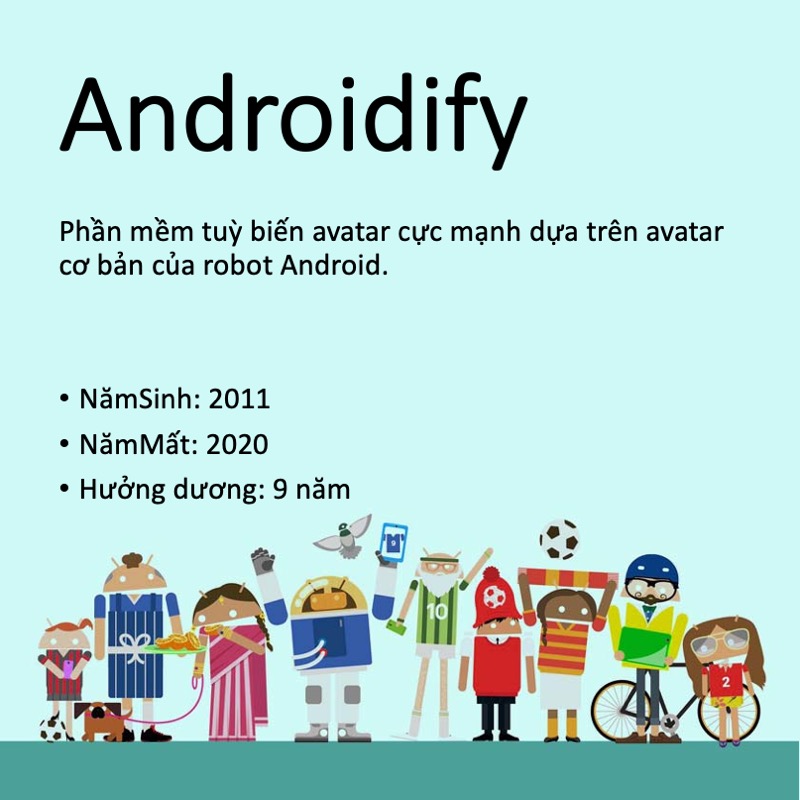 Androidify
Phần mềm tuỳ biến avatar cực mạnh dựa trên avatar
cơ bản của robot Android.
• NămSinh: 2011
• NămMất: 2020
• Hưởng dương: 9 năm
9
10
2